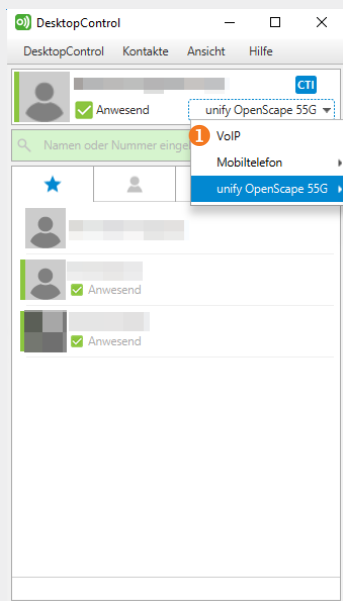 DesktopControl
DesktopControl Kontakte Ansicht Hilfe
CTI
Anwesend unify OpenScape 55G
Namen oder Nummer einge
1 VoIP
Mobiltelefon
unify OpenScape 55G
Anwesend
Anwesend